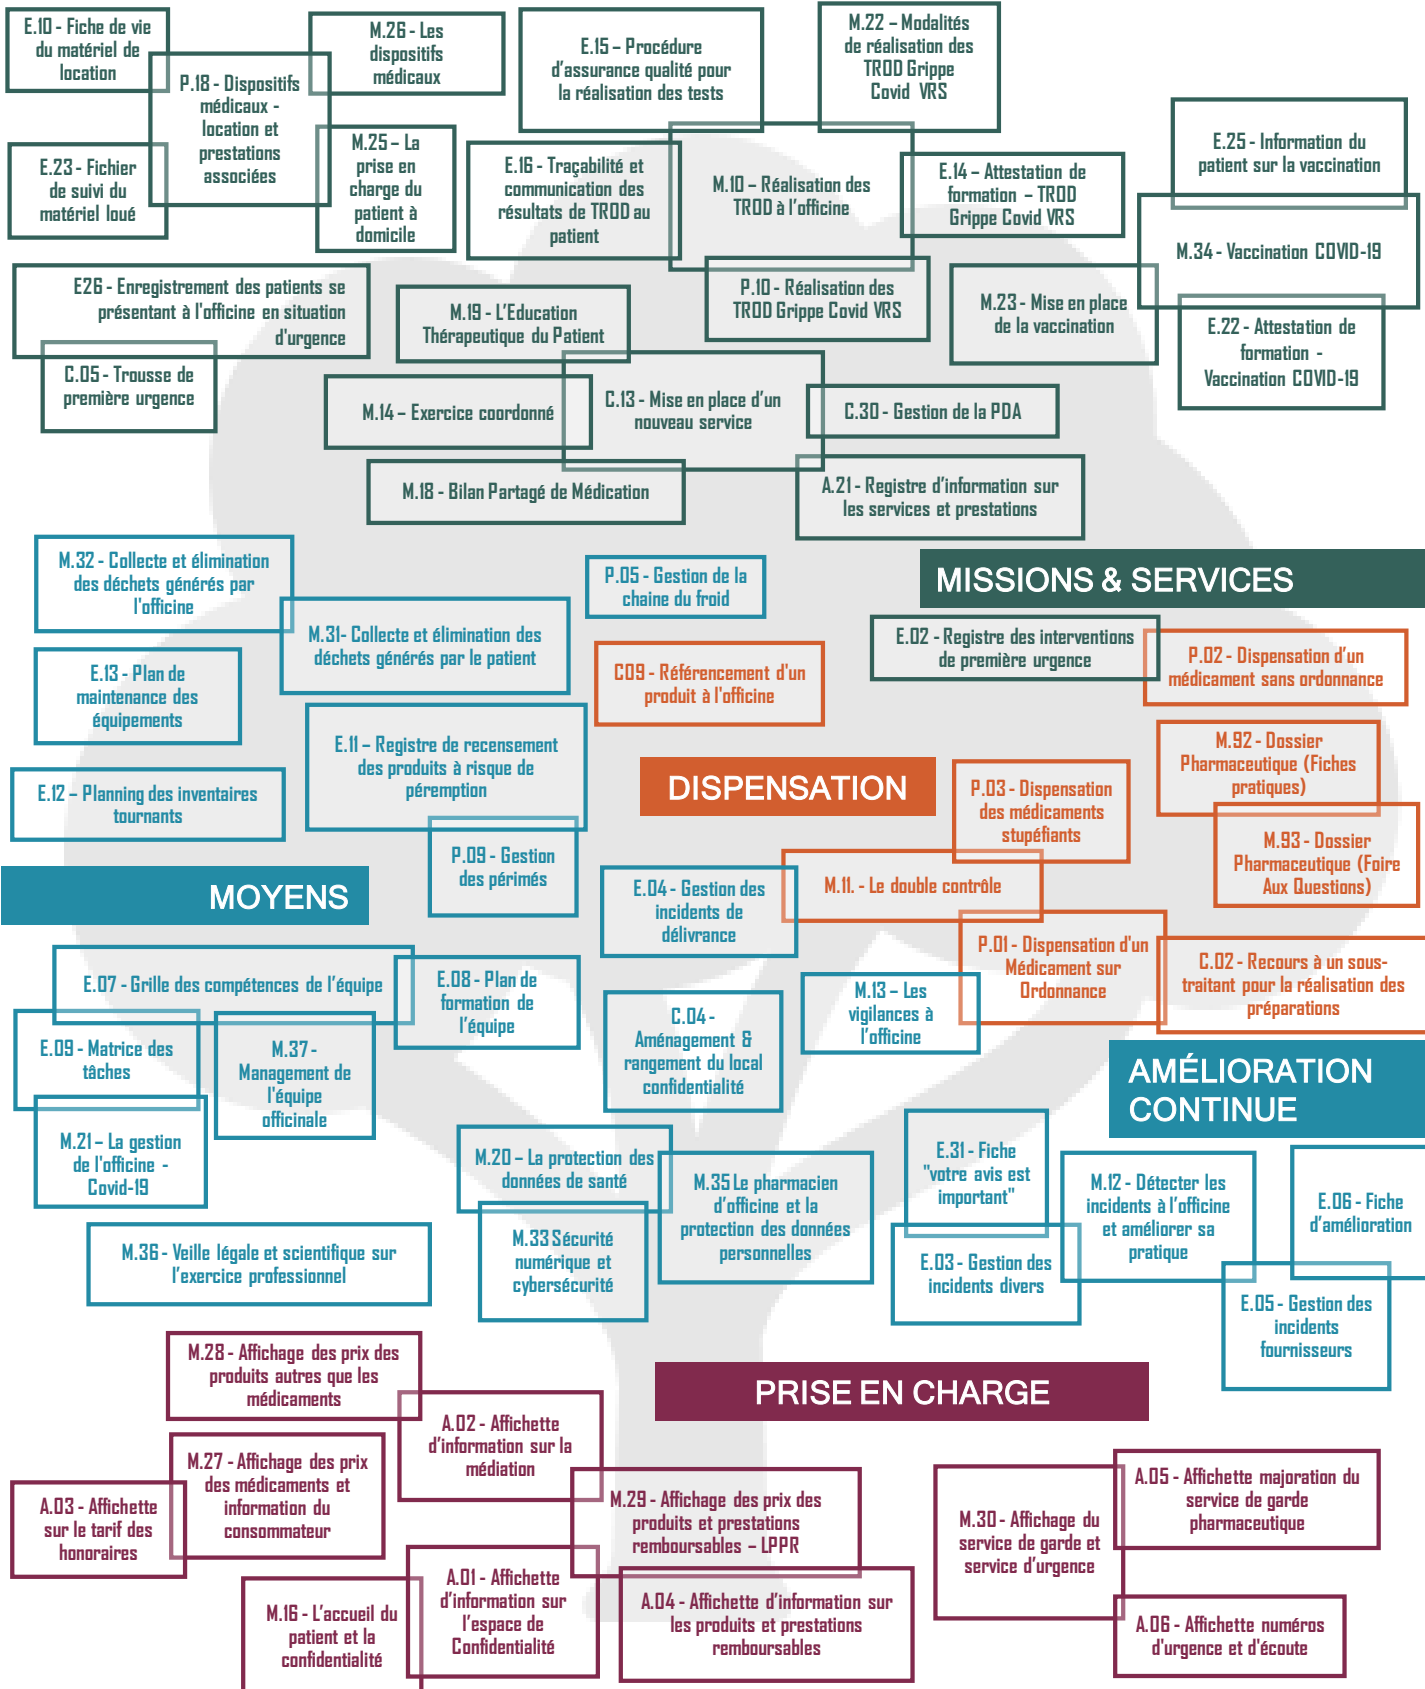 E.10 - Fiche de vie
du matériel de
location
M.26 - Les
dispositifs
médicaux
P.18 - Dispositifs
médicaux -
location et
prestations
associées
E.23 - Fichier
de suivi du
matériel loué
M.25 – La
prise en
charge du
patient à
domicile
E.15 – Procédure
d'assurance qualité pour
la réalisation des tests
M.22 – Modalités
de réalisation des
TROD Grippe
Covid VRS
E.16 - Traçabilité et
communication des
résultats de TROD au
patient
M.10 – Réalisation des
TROD à l'officine
E.14 – Attestation de
formation – TROD
Grippe Covid VRS
P.10 - Réalisation des
TROD Grippe Covid VRS
E.25 - Information du
patient sur la vaccination
M.34 - Vaccination COVID-19
M.23 - Mise en place
de la vaccination
E.22 - Attestation de
formation -
Vaccination COVID-19
E26 - Enregistrement des patients se
présentant à l'officine en situation
d'urgence
C.05 - Trousse de
première urgence
M.19 - L'Education
Thérapeutique du Patient
M.14 – Exercice coordonné
C.13 - Mise en place d'un
nouveau service
C.30 - Gestion de la PDA
M.18 - Bilan Partagé de Médication
A.21 - Registre d'information sur
les services et prestations
MISSIONS & SERVICES
E.02 - Registre des interventions
de première urgence
M.32 - Collecte et élimination
des déchets générés par
l'officine
M.31- Collecte et élimination des
déchets générés par le patient
P.05 - Gestion de la
chaine du froid
E.13 - Plan de
maintenance des
équipements
E.11 – Registre de recensement
des produits à risque de
péremption
E.12 – Planning des inventaires
tournants
P.09 - Gestion
des périmés
C09 - Référencement d'un
produit à l'officine
P.02 - Dispensation d'un
médicament sans ordonnance
M.92 - Dossier
Pharmaceutique (Fiches
pratiques)
DISPENSATION
P.03 - Dispensation
des médicaments
stupéfiants
M.93 – Dossier
Pharmaceutique (Foire
Aux Questions)
MOYENS
E.04 - Gestion des
incidents de
délivrance
M.11. - Le double contrôle
P.01 - Dispensation d'un
Médicament sur
Ordonnance
C.02 - Recours à un sous-
traitant pour la réalisation des
préparations
E.07 - Grille des compétences de l'équipe
E.08 - Plan de
formation de
l'équipe
E.09 - Matrice des
tâches
M.37 -
Management de
l'équipe
officinale
M.21 – La gestion
de l'officine -
Covid-19
C.04 -
Aménagement &
rangement du local
confidentialité
M.13 – Les
vigilances à
l'officine
AMÉLIORATION
CONTINUE
M.20 – La protection des
données de santé
M.35 Le pharmacien
d'officine et la
protection des données
personnelles
M.33 Sécurité
numérique et
cybersécurité
M.36 - Veille légale et scientifique sur
l'exercice professionnel
E.31 - Fiche
"votre avis est
important"
E.03 - Gestion des
incidents divers
M.12 - Détecter les
incidents à l'officine
et améliorer sa
pratique
E.06 - Fiche
d'amélioration
E.05 - Gestion des
incidents
fournisseurs
M.28 - Affichage des prix des
produits autres que les
médicaments
PRISE EN CHARGE
A.02 - Affichette
d'information sur la
médiation
M.27 - Affichage des prix
des médicaments et
information du
consommateur
A.03 - Affichette
sur le tarif des
honoraires
M.29 - Affichage des prix des
produits et prestations
remboursables – LPPR
M.30 - Affichage du
service de garde et
service d'urgence
A.05 - Affichette majoration du
service de garde
pharmaceutique
A.01 - Affichette
d'information sur
l'espace de
Confidentialité
M.16 - L'accueil du
patient et la
confidentialité
A.04 - Affichette d'information sur
les produits et prestations
remboursables
A.06 - Affichette numéros
d'urgence et d'écoute